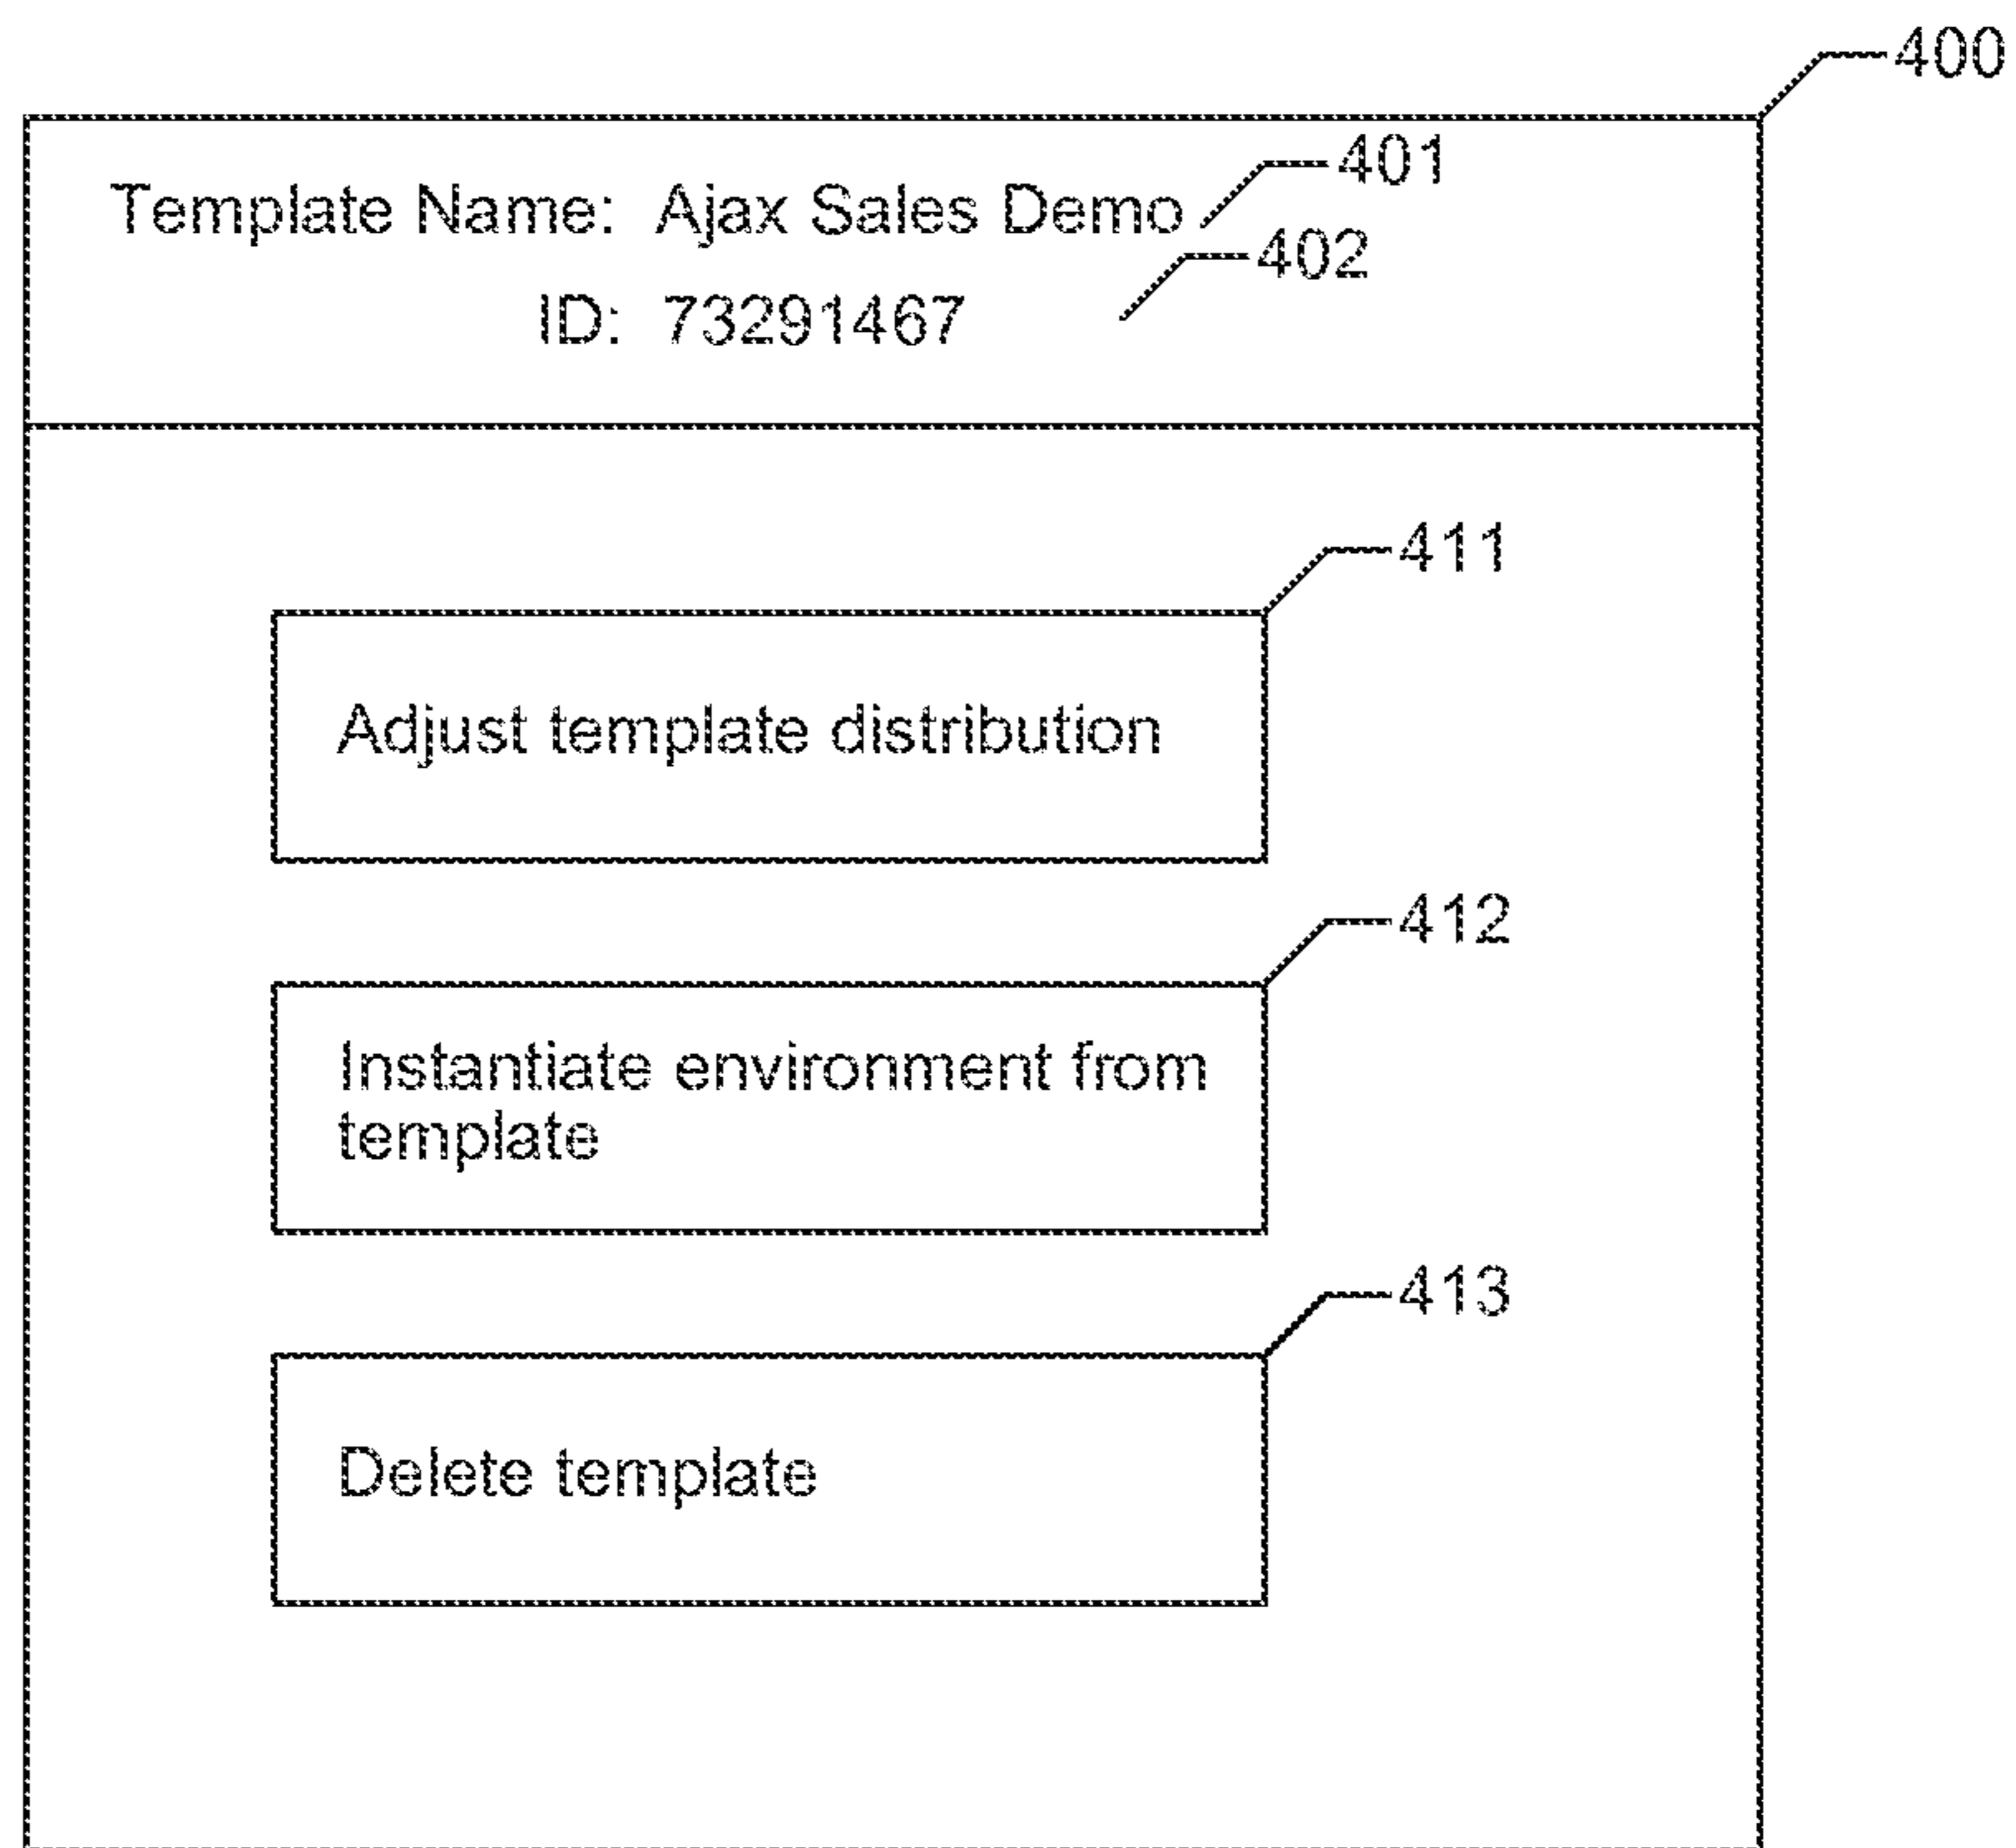 400
Template Name: Ajax Sales Demo 401
ID: 73291467 402
411
Adjust template distribution
412
Instantiate environment from
template
413
Delete template